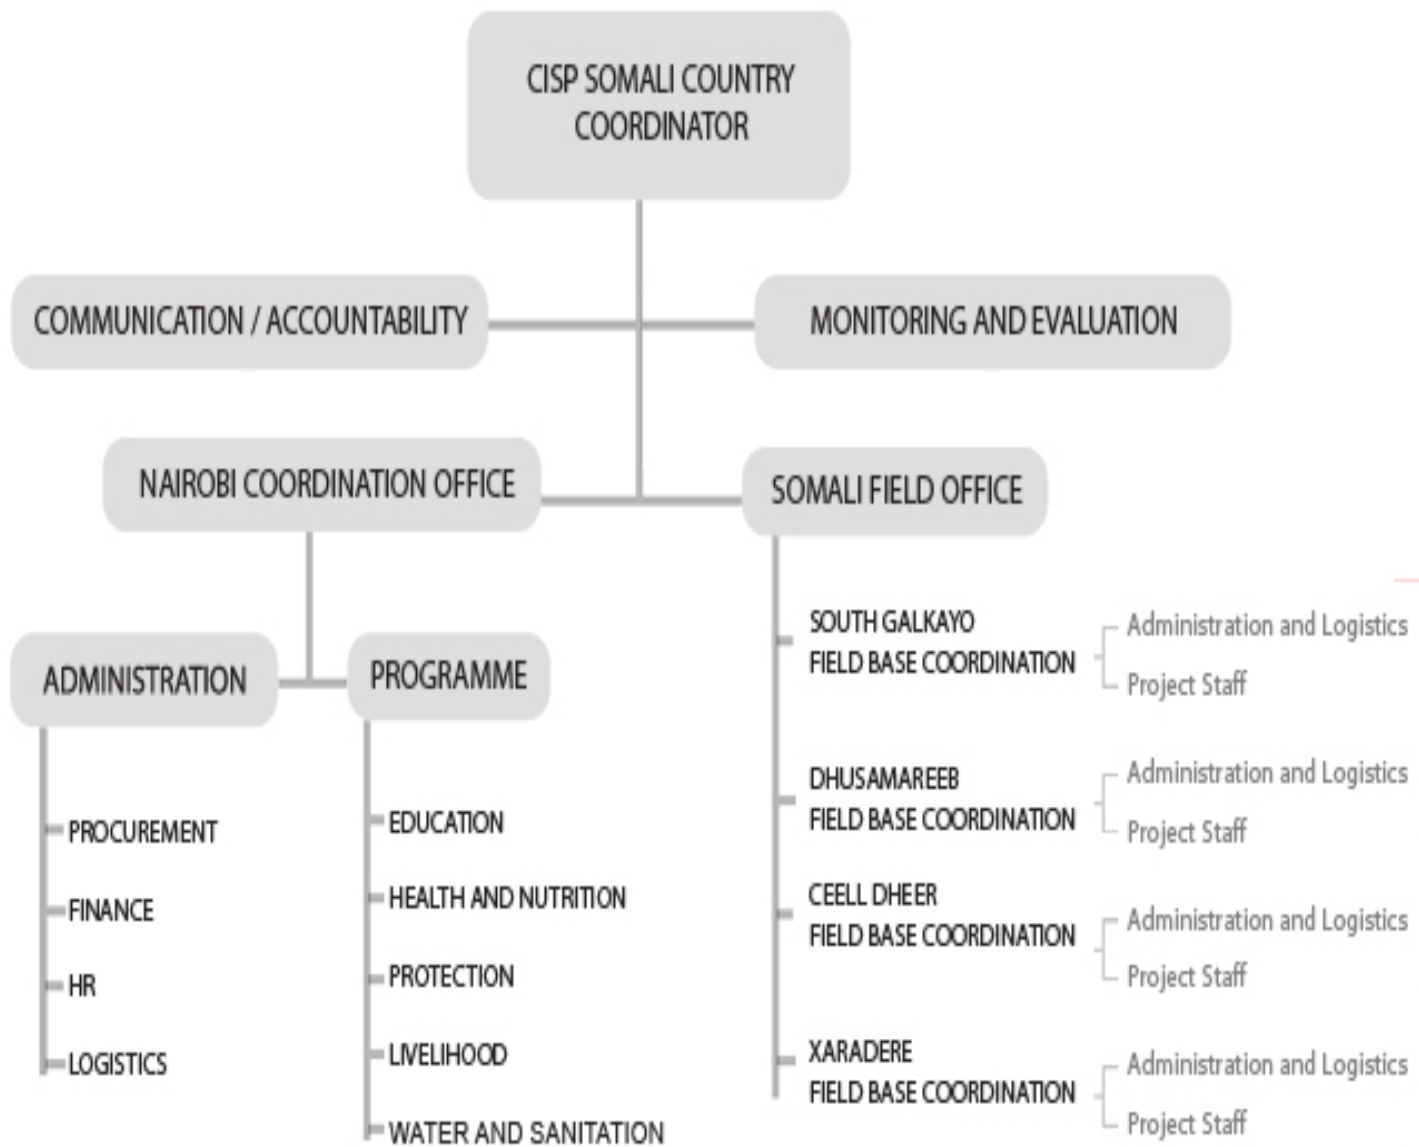 CISP SOMALI COUNTRY
COORDINATOR
COMMUNICATION / ACCOUNTABILITY
MONITORING AND EVALUATION
NAIROBI COORDINATION OFFICE
SOMALI FIELD OFFICE
ADMINISTRATION
PROCUREMENT
FINANCE
HR
LOGISTICS
PROGRAMME
EDUCATION
HEALTH AND NUTRITION
PROTECTION
LIVELIHOOD
WATER AND SANITATION
SOUTH GALKAYO
FIELD BASE COORDINATION
Administration and Logistics
Project Staff
DHUSAMAREEB
FIELD BASE COORDINATION
Administration and Logistics
Project Staff
CEELL DHEER
FIELD BASE COORDINATION
Administration and Logistics
Project Staff
XARADERE
FIELD BASE COORDINATION
Administration and Logistics
Project Staff